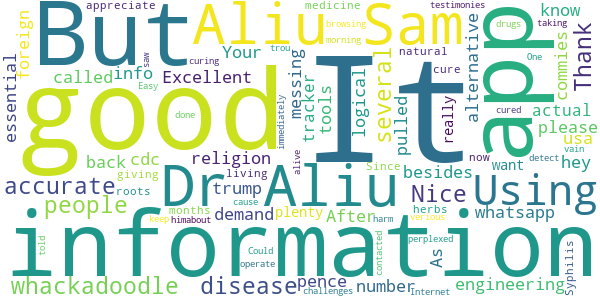 appreciate
foreign
essential
But
Aliu Sam
browsing
morning
medicine
drugs
testimonies
taking
One
Your
trou
know
natural
called info Excellent
saw
curing
Easy
cure
alternative
commies
Thank
app
messing
tracker
tools
logical
several
pulled
really
cured
actual
vain
please
detect
usa
good
done
immediately
It
back cdc religion
alive
Since
now
want
hey
giving
living
Dr Aliu
besides
Nice
Using
accurate
people
roots
trump
cause
months
demand
plenty
After
herbs
harm
As
whatsapp
information
told
keep
himabout
contacted
various
perplexed
Syphilis
whackadoodle
disease
pence
Could
operate
challenges
number
Internet
engineering